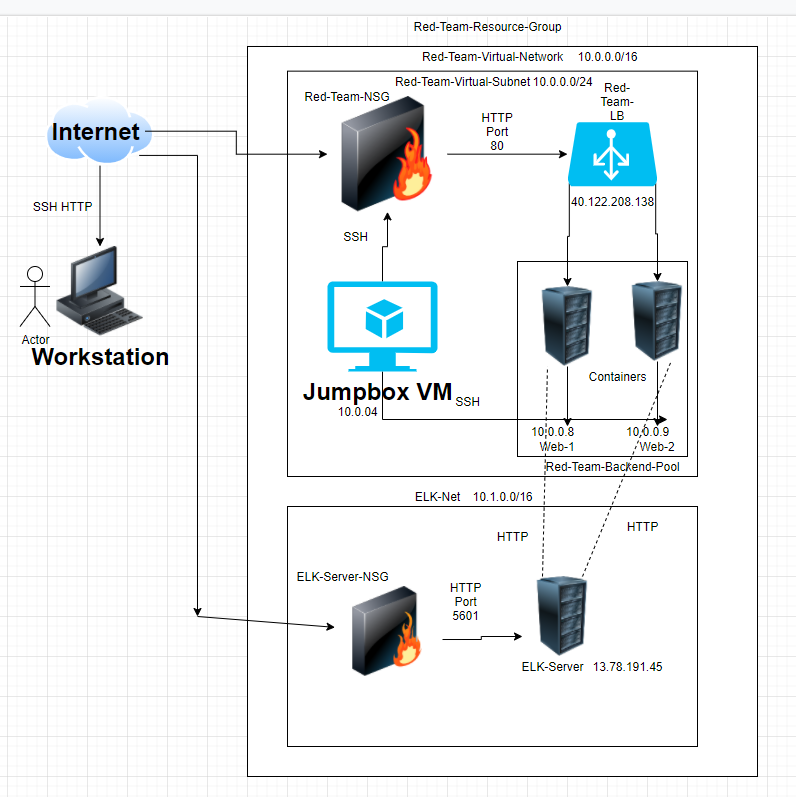 Red-Team-Resource-Group
Red-Team-Virtual-Network 10.0.0.0/16
Red-Team-Virtual-Subnet 10.0.0.0/24
Red-Team-NSG
Red-
Team-
LB
Internet
HTTP
Port
80
40.122.208.138
SSH HTTP
SSH
Actor
Workstation
Containers
Jumpbox VM
SSH
10.0.04
10.0.0.8
Web-1
10.0.0.9
Web-2
Red-Team-Backend-Pool
ELK-Net 10.1.0.0/16
HTTP
HTTP
ELK-Server-NSG
HTTP
Port
5601
ELK-Server 13.78.191.45